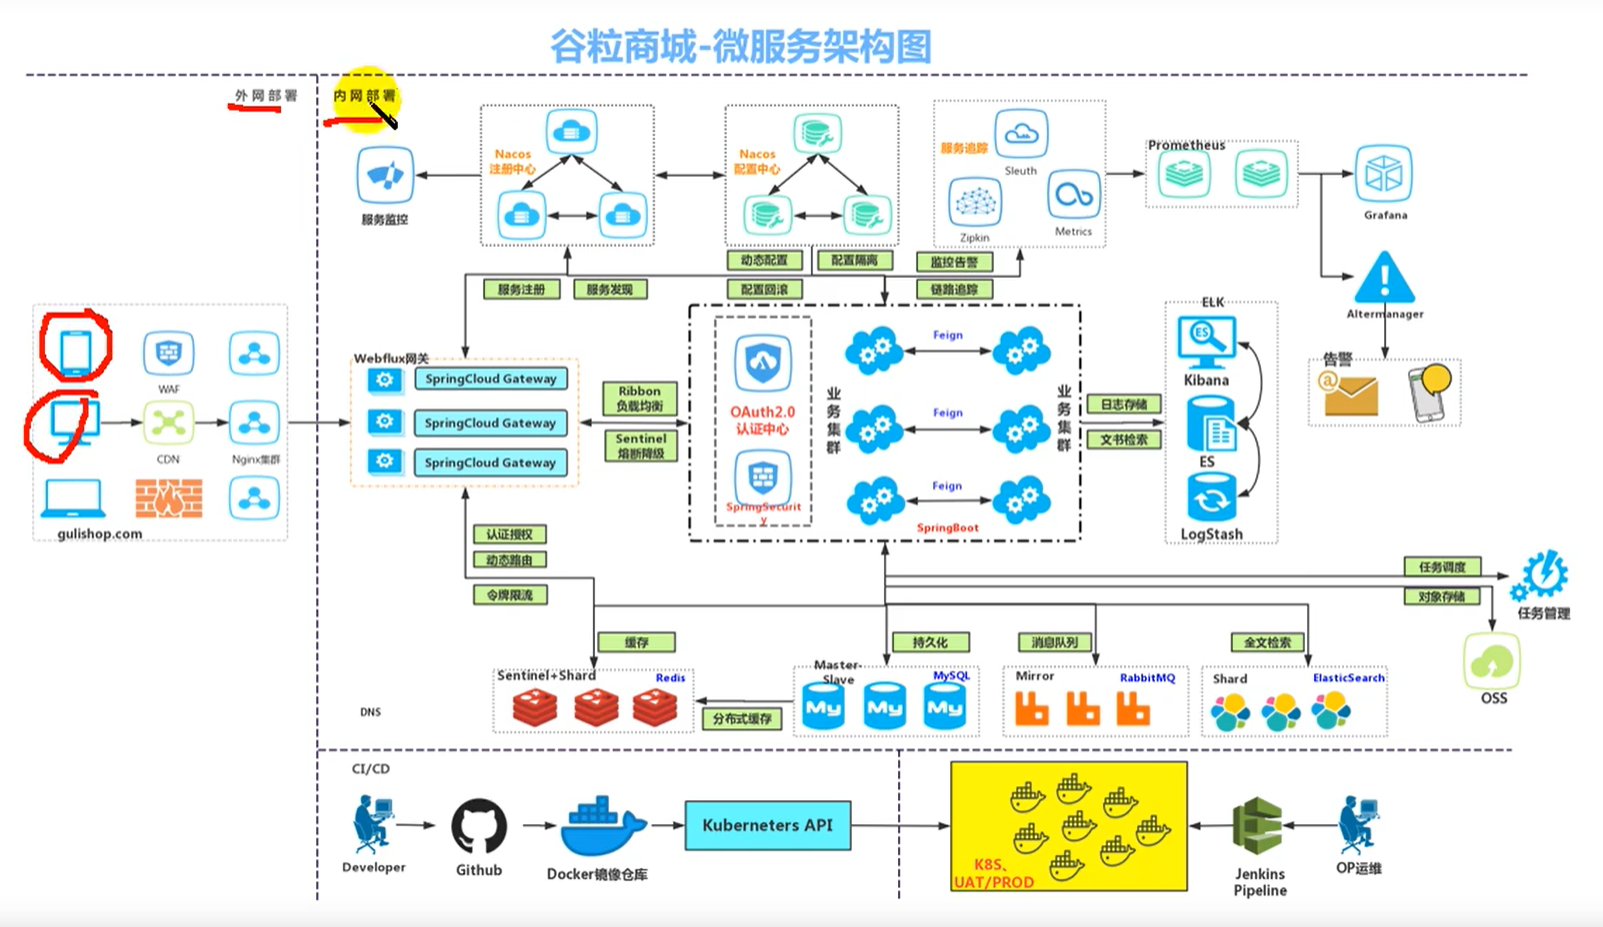 谷粒商城-微服务架构图
外网部署
内网部署
服务监控
Nacos
注册中心
Nacos
配置中心
服务追踪
Sleuth
Zipkin
Metrics
Prometheus
Grafana
Altermanager
告警
动态配置
配置隔离
监控告警
服务注册
服务发现
配置回滚
链路追踪
WAF
CDN
Nginx集群
gulishop.com
Webflux网关
SpringCloud Gateway
SpringCloud Gateway
SpringCloud Gateway
Ribbon
负载均衡
Sentinel
熔断降级
OAuth2.0
认证中心
SpringSecurit
y
业务集群
Feign
Feign
Feign
SpringBoot
业务集群
日志存储
文书检索
ELK
ES
Kibana
ES
LogStash
认证授权
动态路由
令牌限流
任务调度
对象存储
任务管理
OSS
缓存
持久化
消息队列
全文检索
Sentinel+Shard
Redis
分布式缓存
Master-
Slave
MySQL
My
My
My
Mirror
RabbitMQ
Shard
ElasticSearch
DNS
CI/CD
Developer
Github
Docker镜像仓库
Kuberneters API
K8S、
UAT/PROD
Jenkins
Pipeline
OP运维